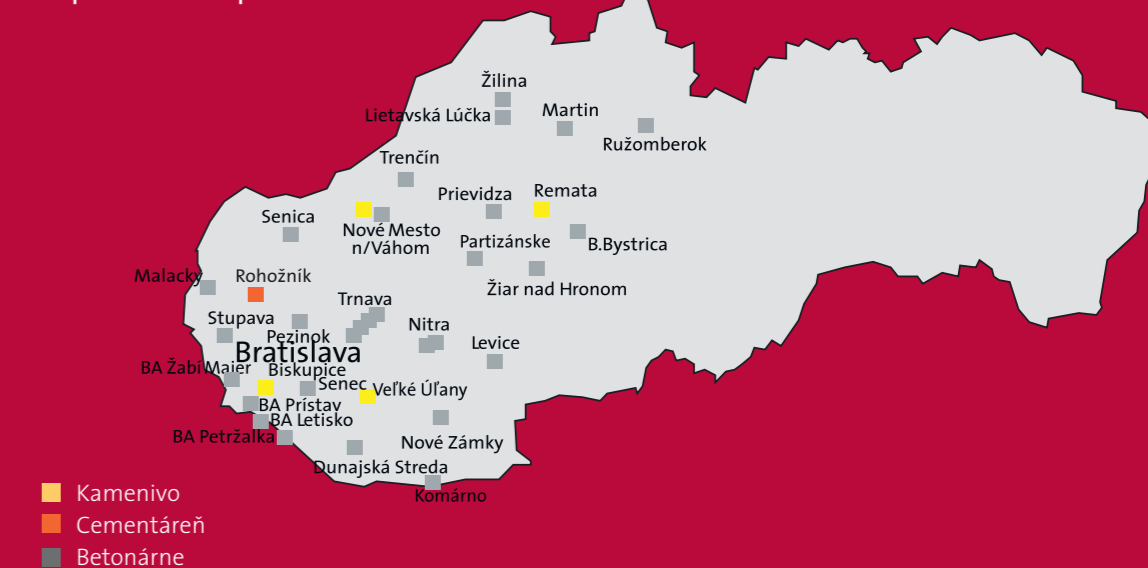 Žilina
Lietavská Lúčka
Martin
Ružomberok
Trenčín
Prievidza
Remata
Senica
Nové Mesto
n/Váhom
Partizánske
B.Bystrica
Malacky
Rohožník
Žiar nad Hronom
Trnava
Stupava
Pezinok
Nitra
Bratislava
Levice
BA Žabí Majer
Biskupice
Senec
Veľké Úľany
BA Prístav
BA Letisko
BA Petržalka
Nové Zámky
Dunajská Streda
Komárno
Kamenivo
Cementáreň
Betonárne